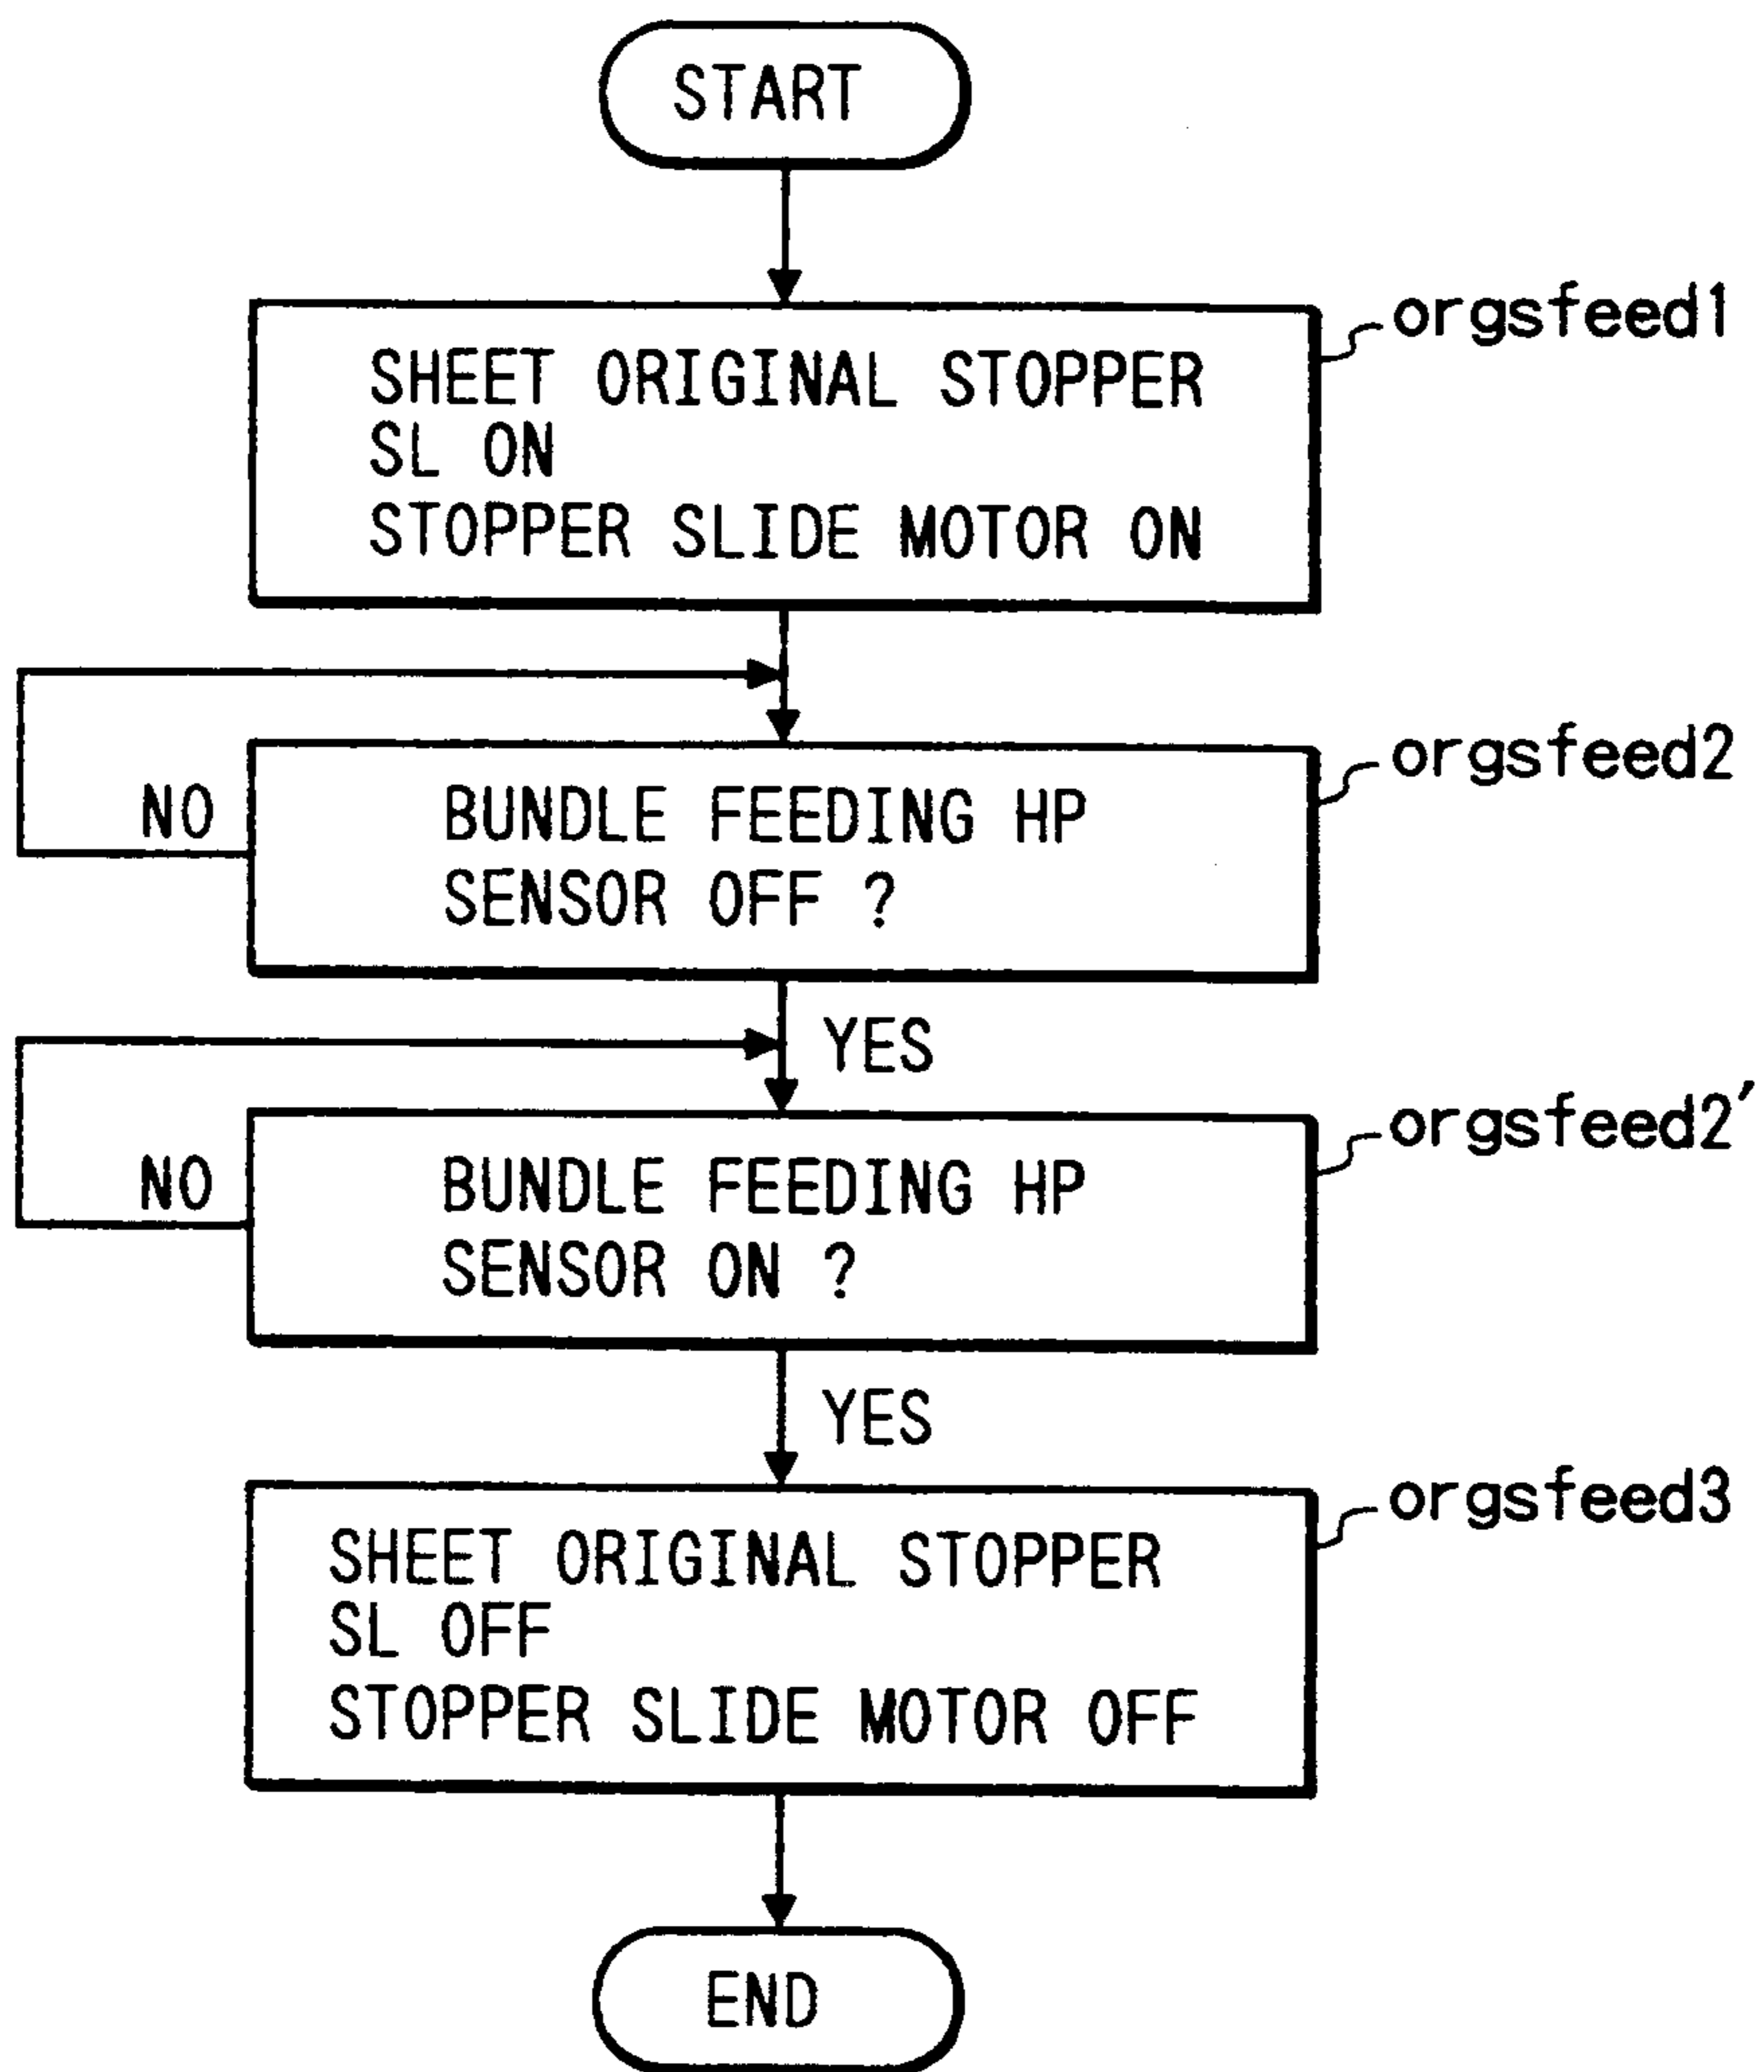 START
orgsfeed1
SHEET ORIGINAL STOPPER
SL ON
STOPPER SLIDE MOTOR ON
orgsfeed2
NO
BUNDLE FEEDING HP
SENSOR OFF ?
YES
orgsfeed2'
NO
BUNDLE FEEDING HP
SENSOR ON ?
YES
orgsfeed3
SHEET ORIGINAL STOPPER
SL OFF
STOPPER SLIDE MOTOR OFF
END